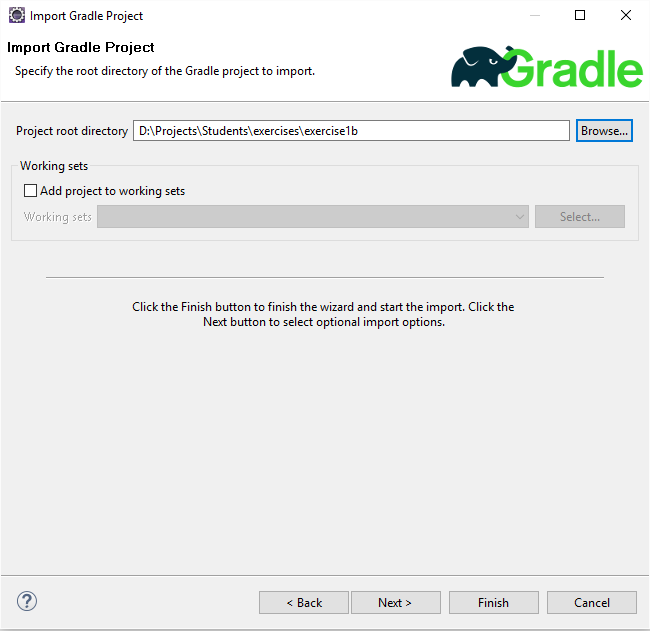 Import Gradle Project
Import Gradle Project
Specify the root directory of the Gradle project to import.
Gradle
Project root directory D:\Projects\Students\exercises\exercise1b Browse...
Working sets
Add project to working sets
Working sets Select...
Click the Finish button to finish the wizard and start the import. Click the
Next button to select optional import options.
? < Back Next > Finish Cancel